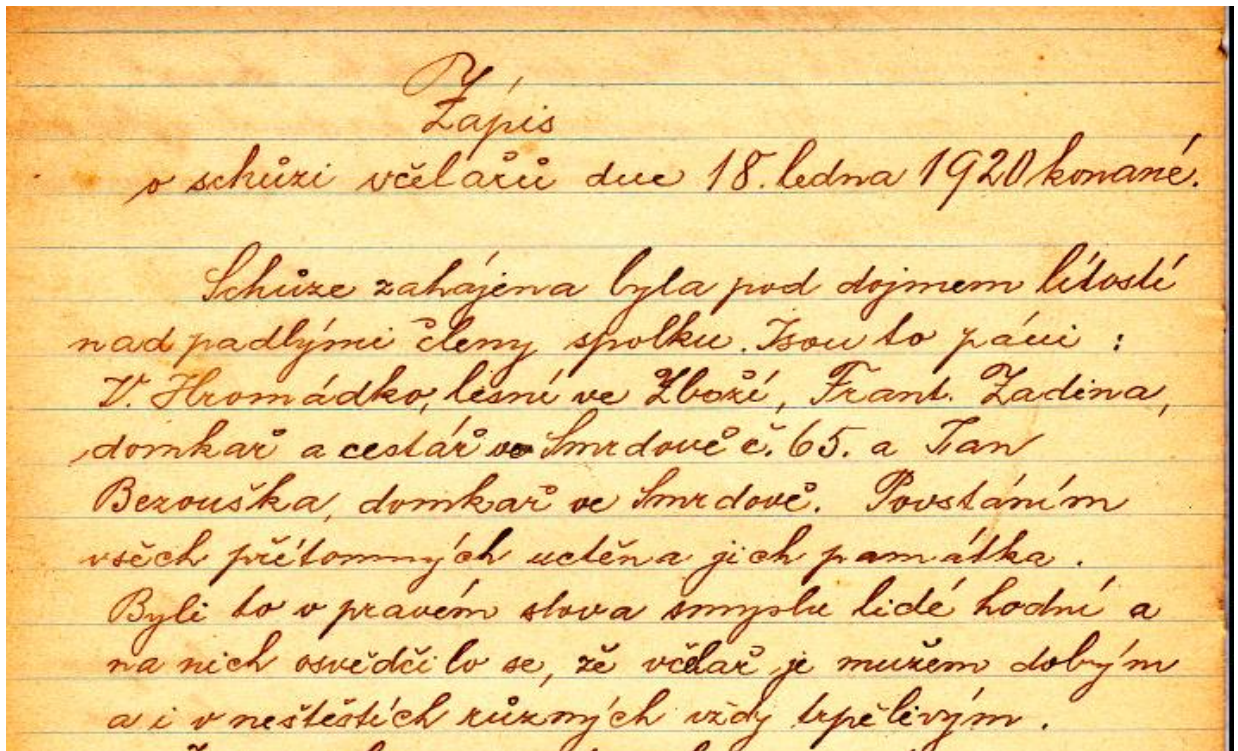 Zápis
o schůzi včelařů dne 18. ledna 1920 konané.
Schůze zahájena byla pod dojmem lítosti
nad padlými členy spolku. Jsou to páni :
V. Hromádko, lesní ve Zboží, Frant. Zadina,
domkař a cestář ve Smrdově č. 65. a Jan
Bezouška, domkař ve Smrdově. Povstáním
všech přítomných uctěna jich památka.
Byli to v pravém slova smyslu lidé hodní a
na nich osvědčilo se, že včelař je mužem dobrým
a i v neštěstích různých vždy trpělivým.